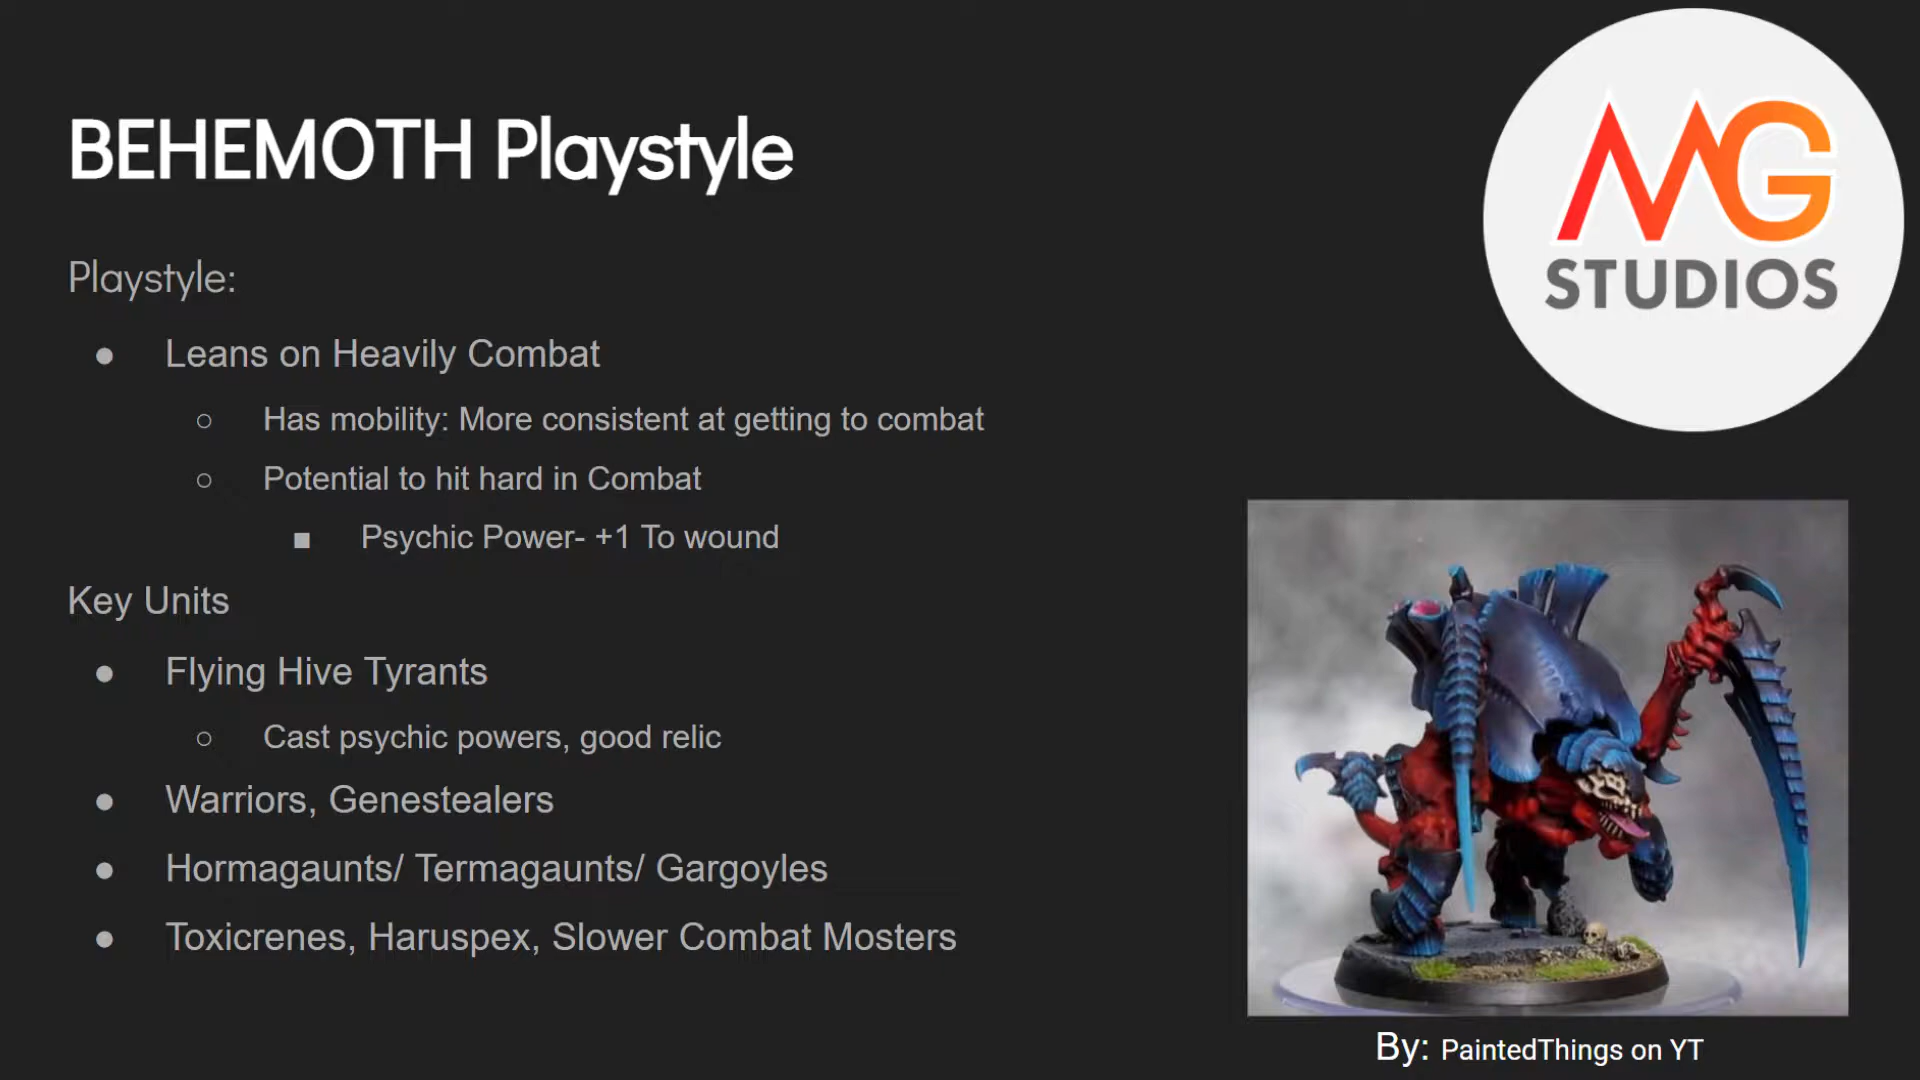 BEHEMOTH Playstyle
Playstyle:
Leans on Heavily Combat
Has mobility: More consistent at getting to combat
Potential to hit hard in Combat
Psychic Power- +1 To wound
Key Units
Flying Hive Tyrants
Cast psychic powers, good relic
Warriors, Genestealers
Hormagaunts/ Termagaunts/ Gargoyles
Toxicrenes, Haruspex, Slower Combat Mosters
MG
STUDIOS
By: PaintedThings on YT